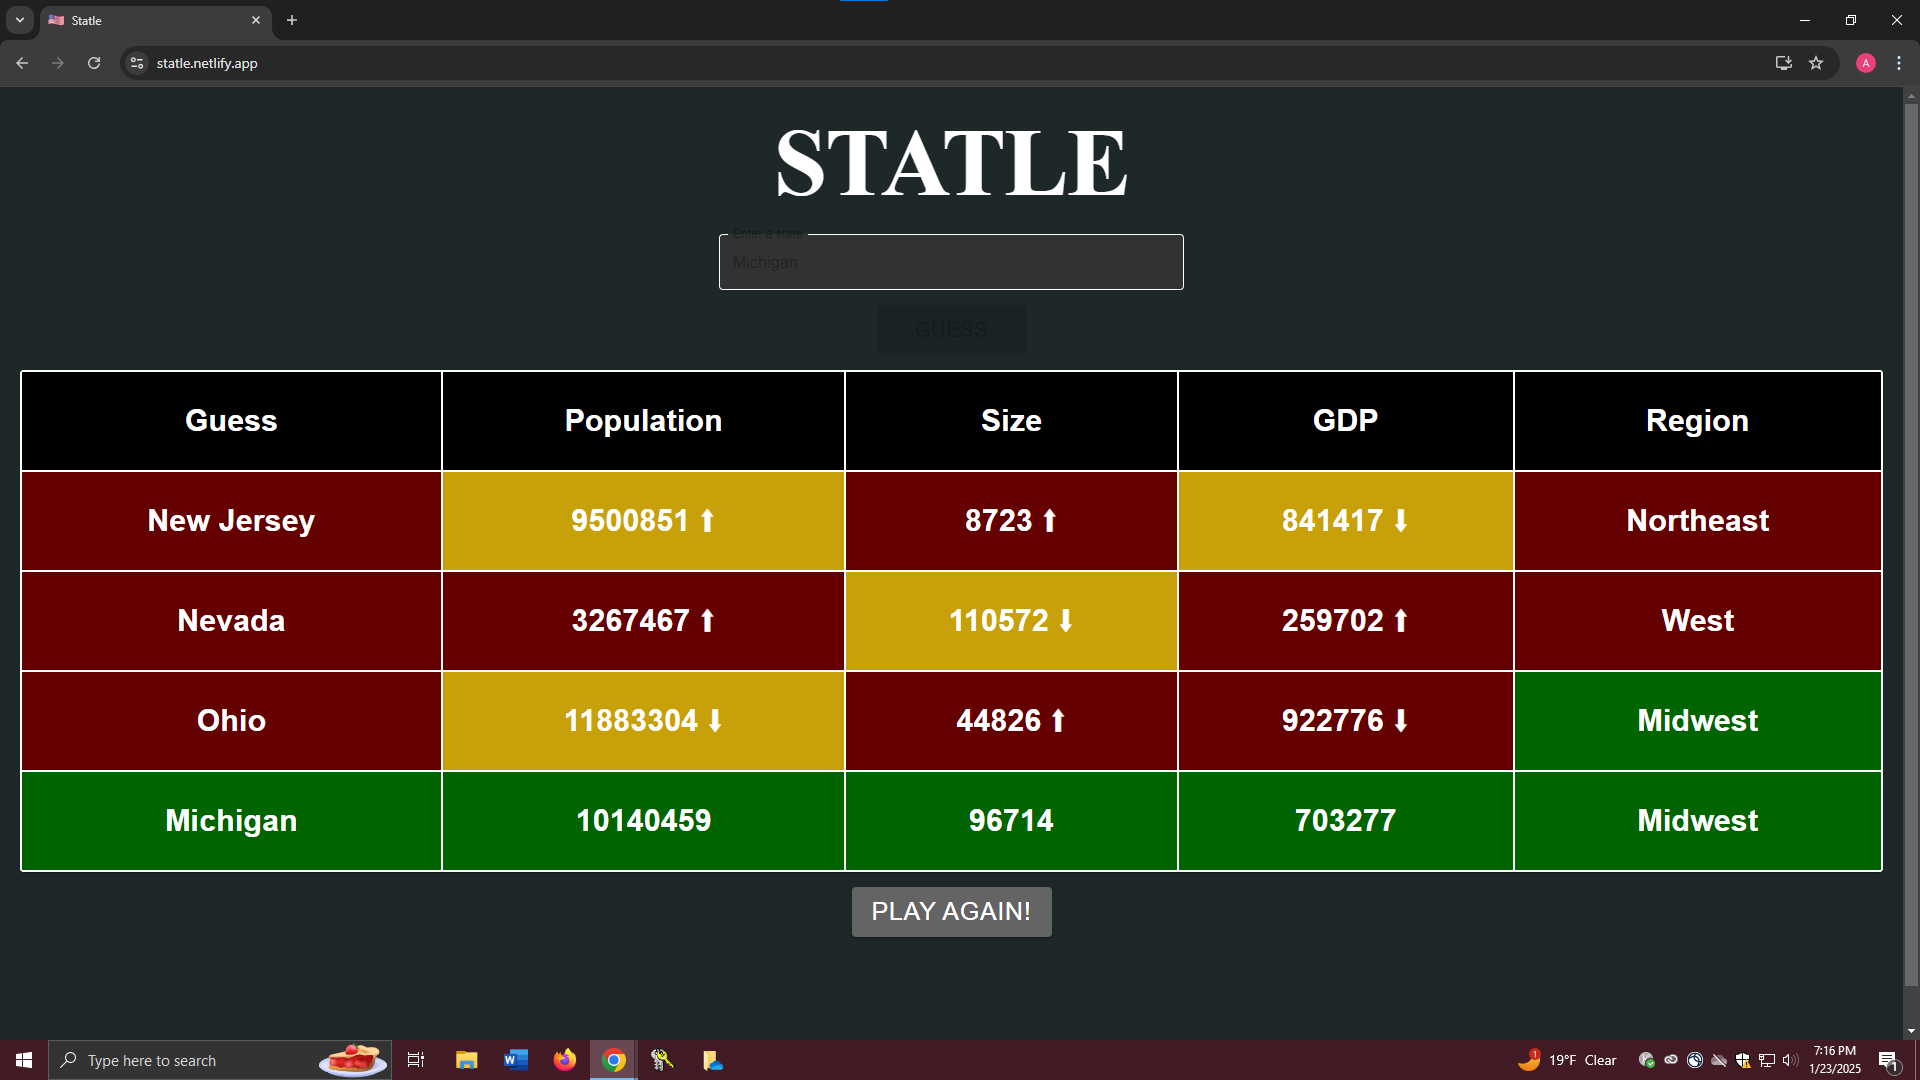 Statle
statle.netlify.app
A
STATLE
Enter a state
Michigan
GUESS
Guess Population Size GDP Region
New Jersey 9500851 ⬆ 8723 ⬆ 841417 ⬇ Northeast
Nevada 3267467 ⬆ 110572 ⬇ 259702 ⬆ West
Ohio 11883304 ⬇ 44826 ⬆ 922776 ⬇ Midwest
Michigan 10140459 96714 703277 Midwest
PLAY AGAIN!
Type here to search
W
1
19°F Clear
7:16 PM
1/23/2025
1